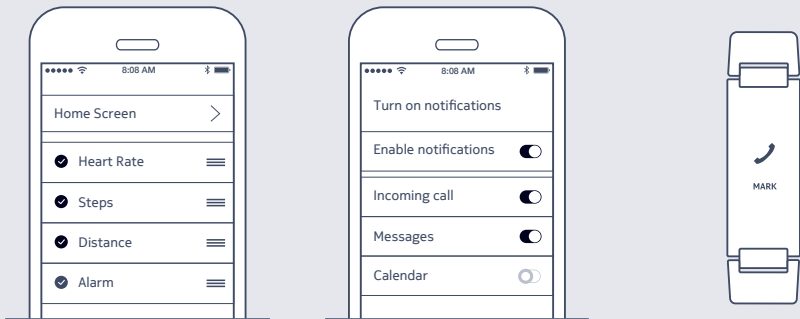 8:08 AM
Home Screen
Heart Rate
Steps
Distance
Alarm
8:08 AM
Turn on notifications
Enable notifications
Incoming call
Messages
Calendar
MARK